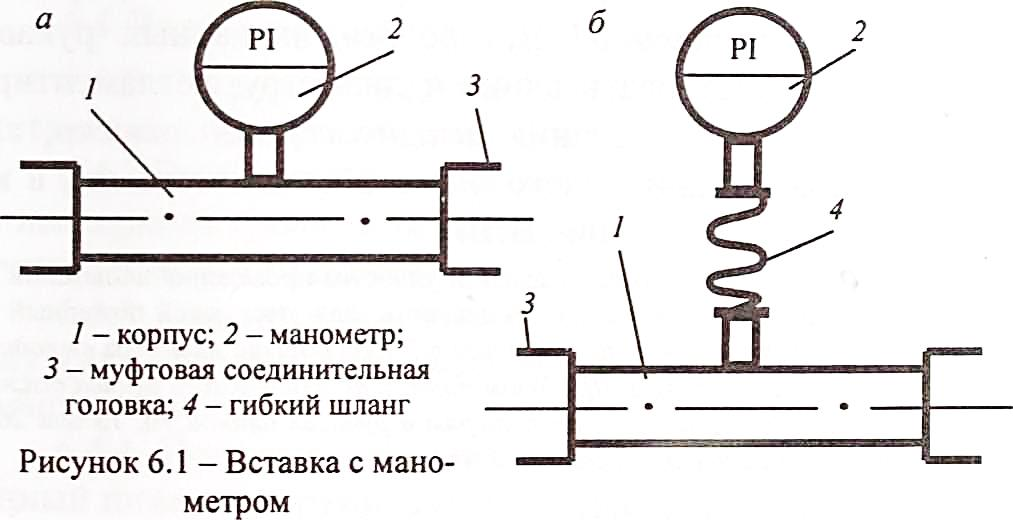 а
2
PI
1
3
б
2
PI
4
1
3
1 – корпус; 2 – манометр;
3 – муфтовая соединительная
головка; 4 – гибкий шланг
Рисунок 6.1 – Вставка с мано-
метром